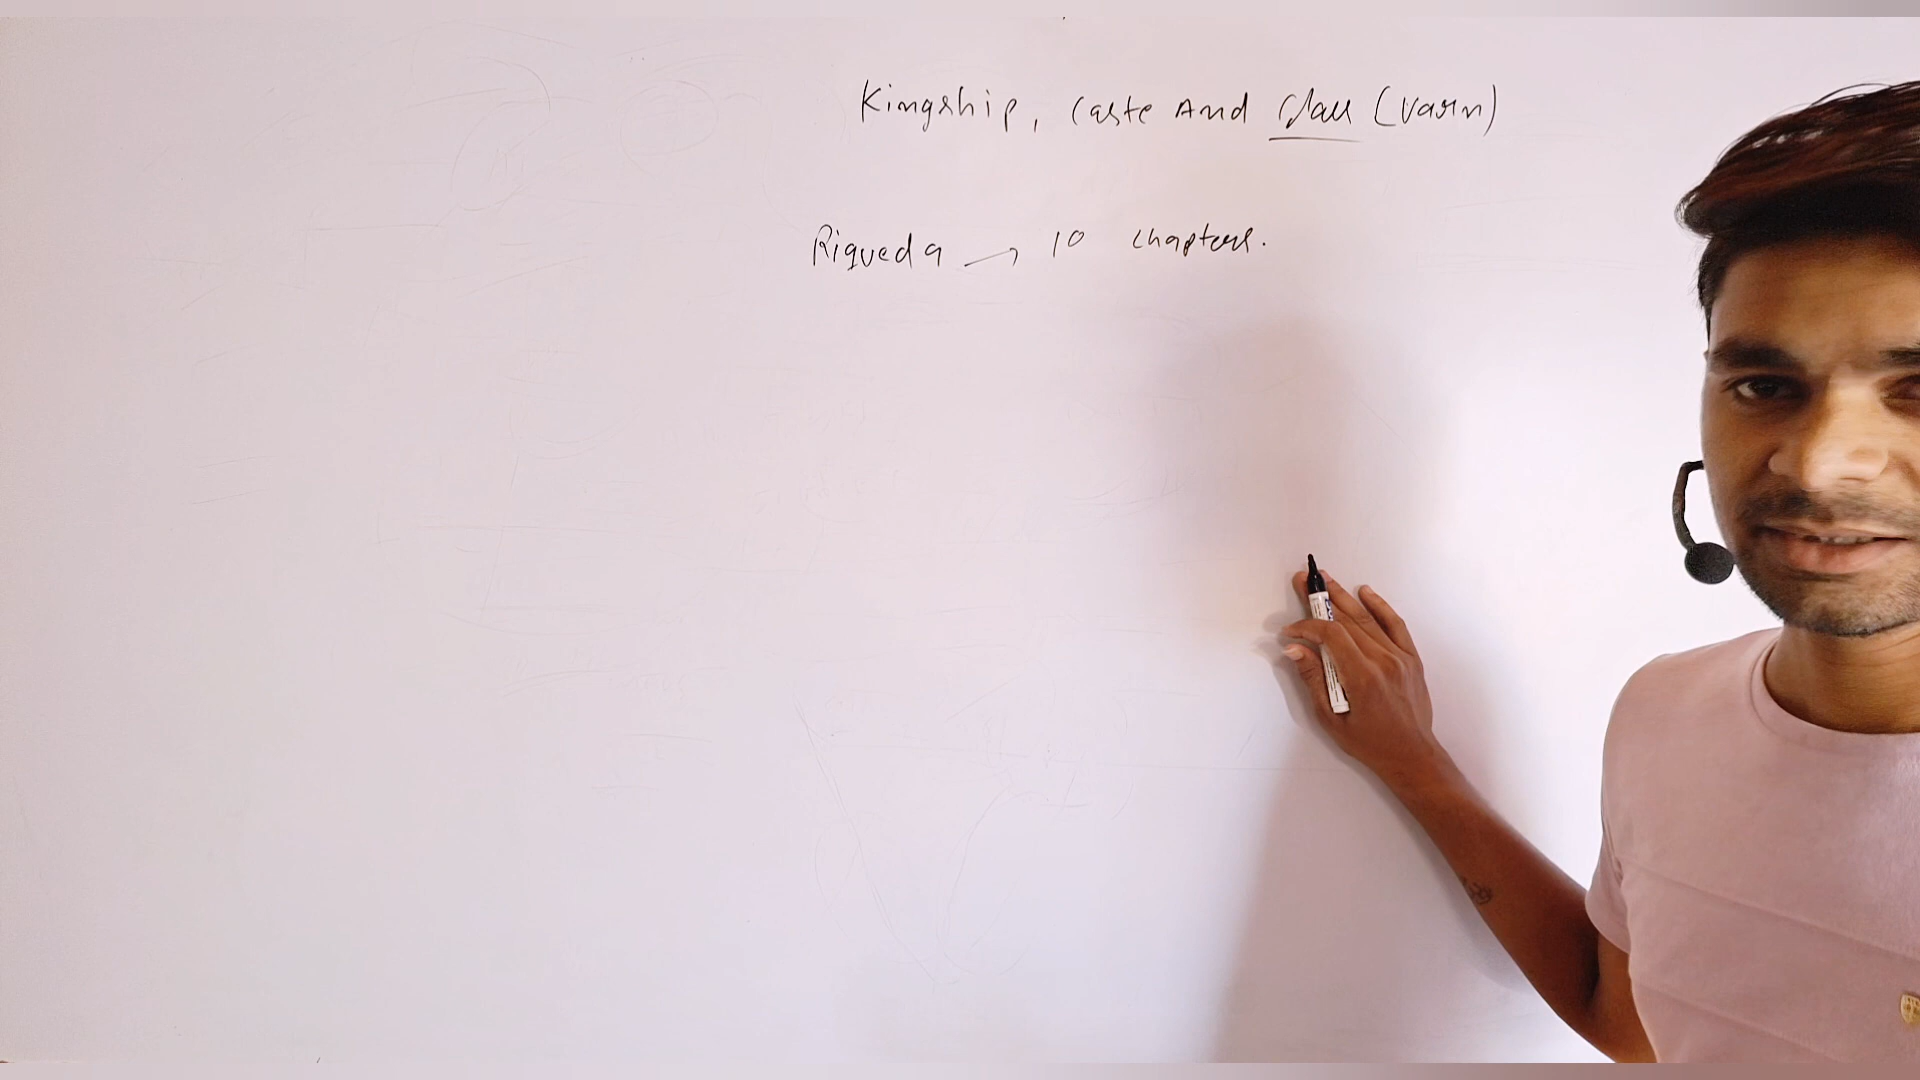 Kingship, Caste And Class (Varn)
Rigveda → 10 Chapters.